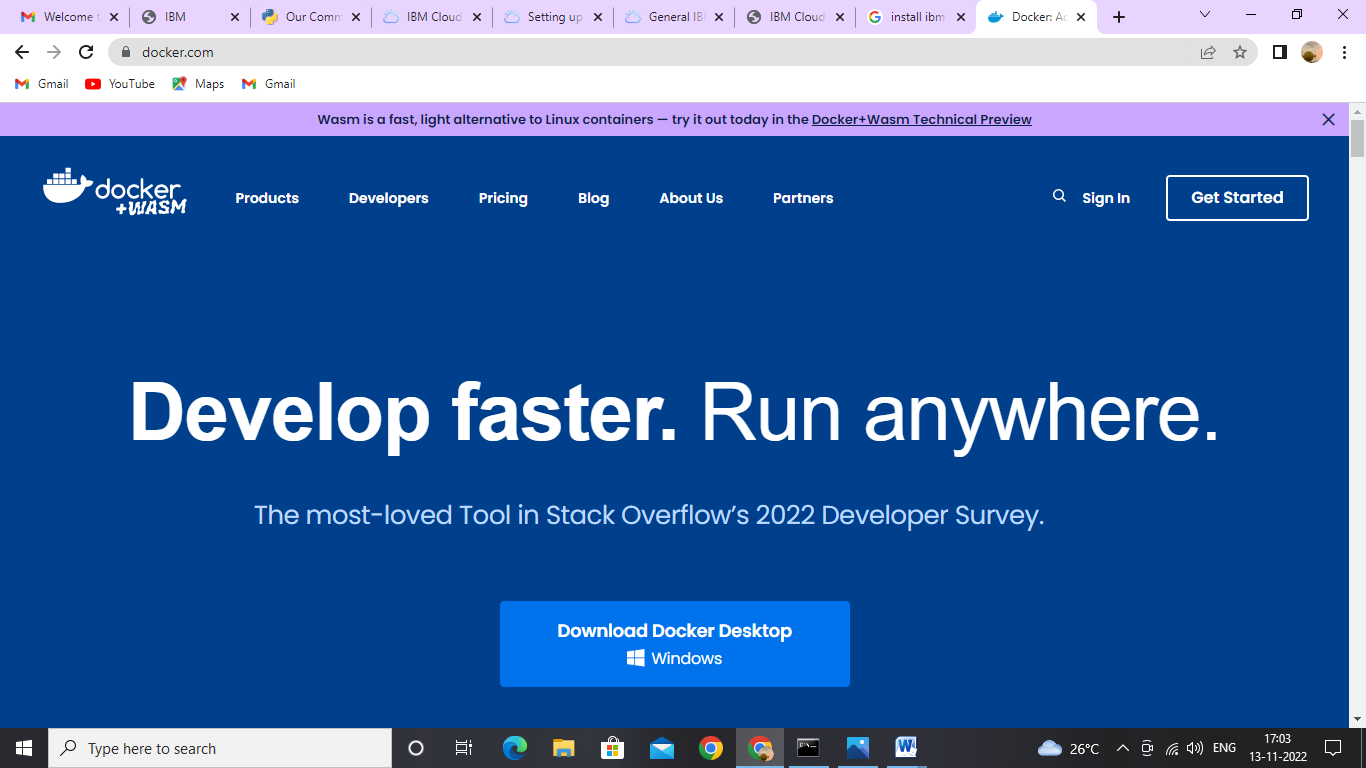 Welcome t
IBM
Our Comm
IBM Cloud
Setting up
General IB
IBM Cloud
install ibm
Docker: Ac
docker.com
Gmail
YouTube
Maps
Gmail
Wasm is a fast, light alternative to Linux containers — try it out today in the Docker+Wasm Technical Preview
docker
+WASM
Products
Developers
Pricing
Blog
About Us
Partners
Sign In
Get Started
Develop faster. Run anywhere.
The most-loved Tool in Stack Overflow’s 2022 Developer Survey.
Download Docker Desktop
Windows
Type here to search
26°C
ENG
17:03
13-11-2022